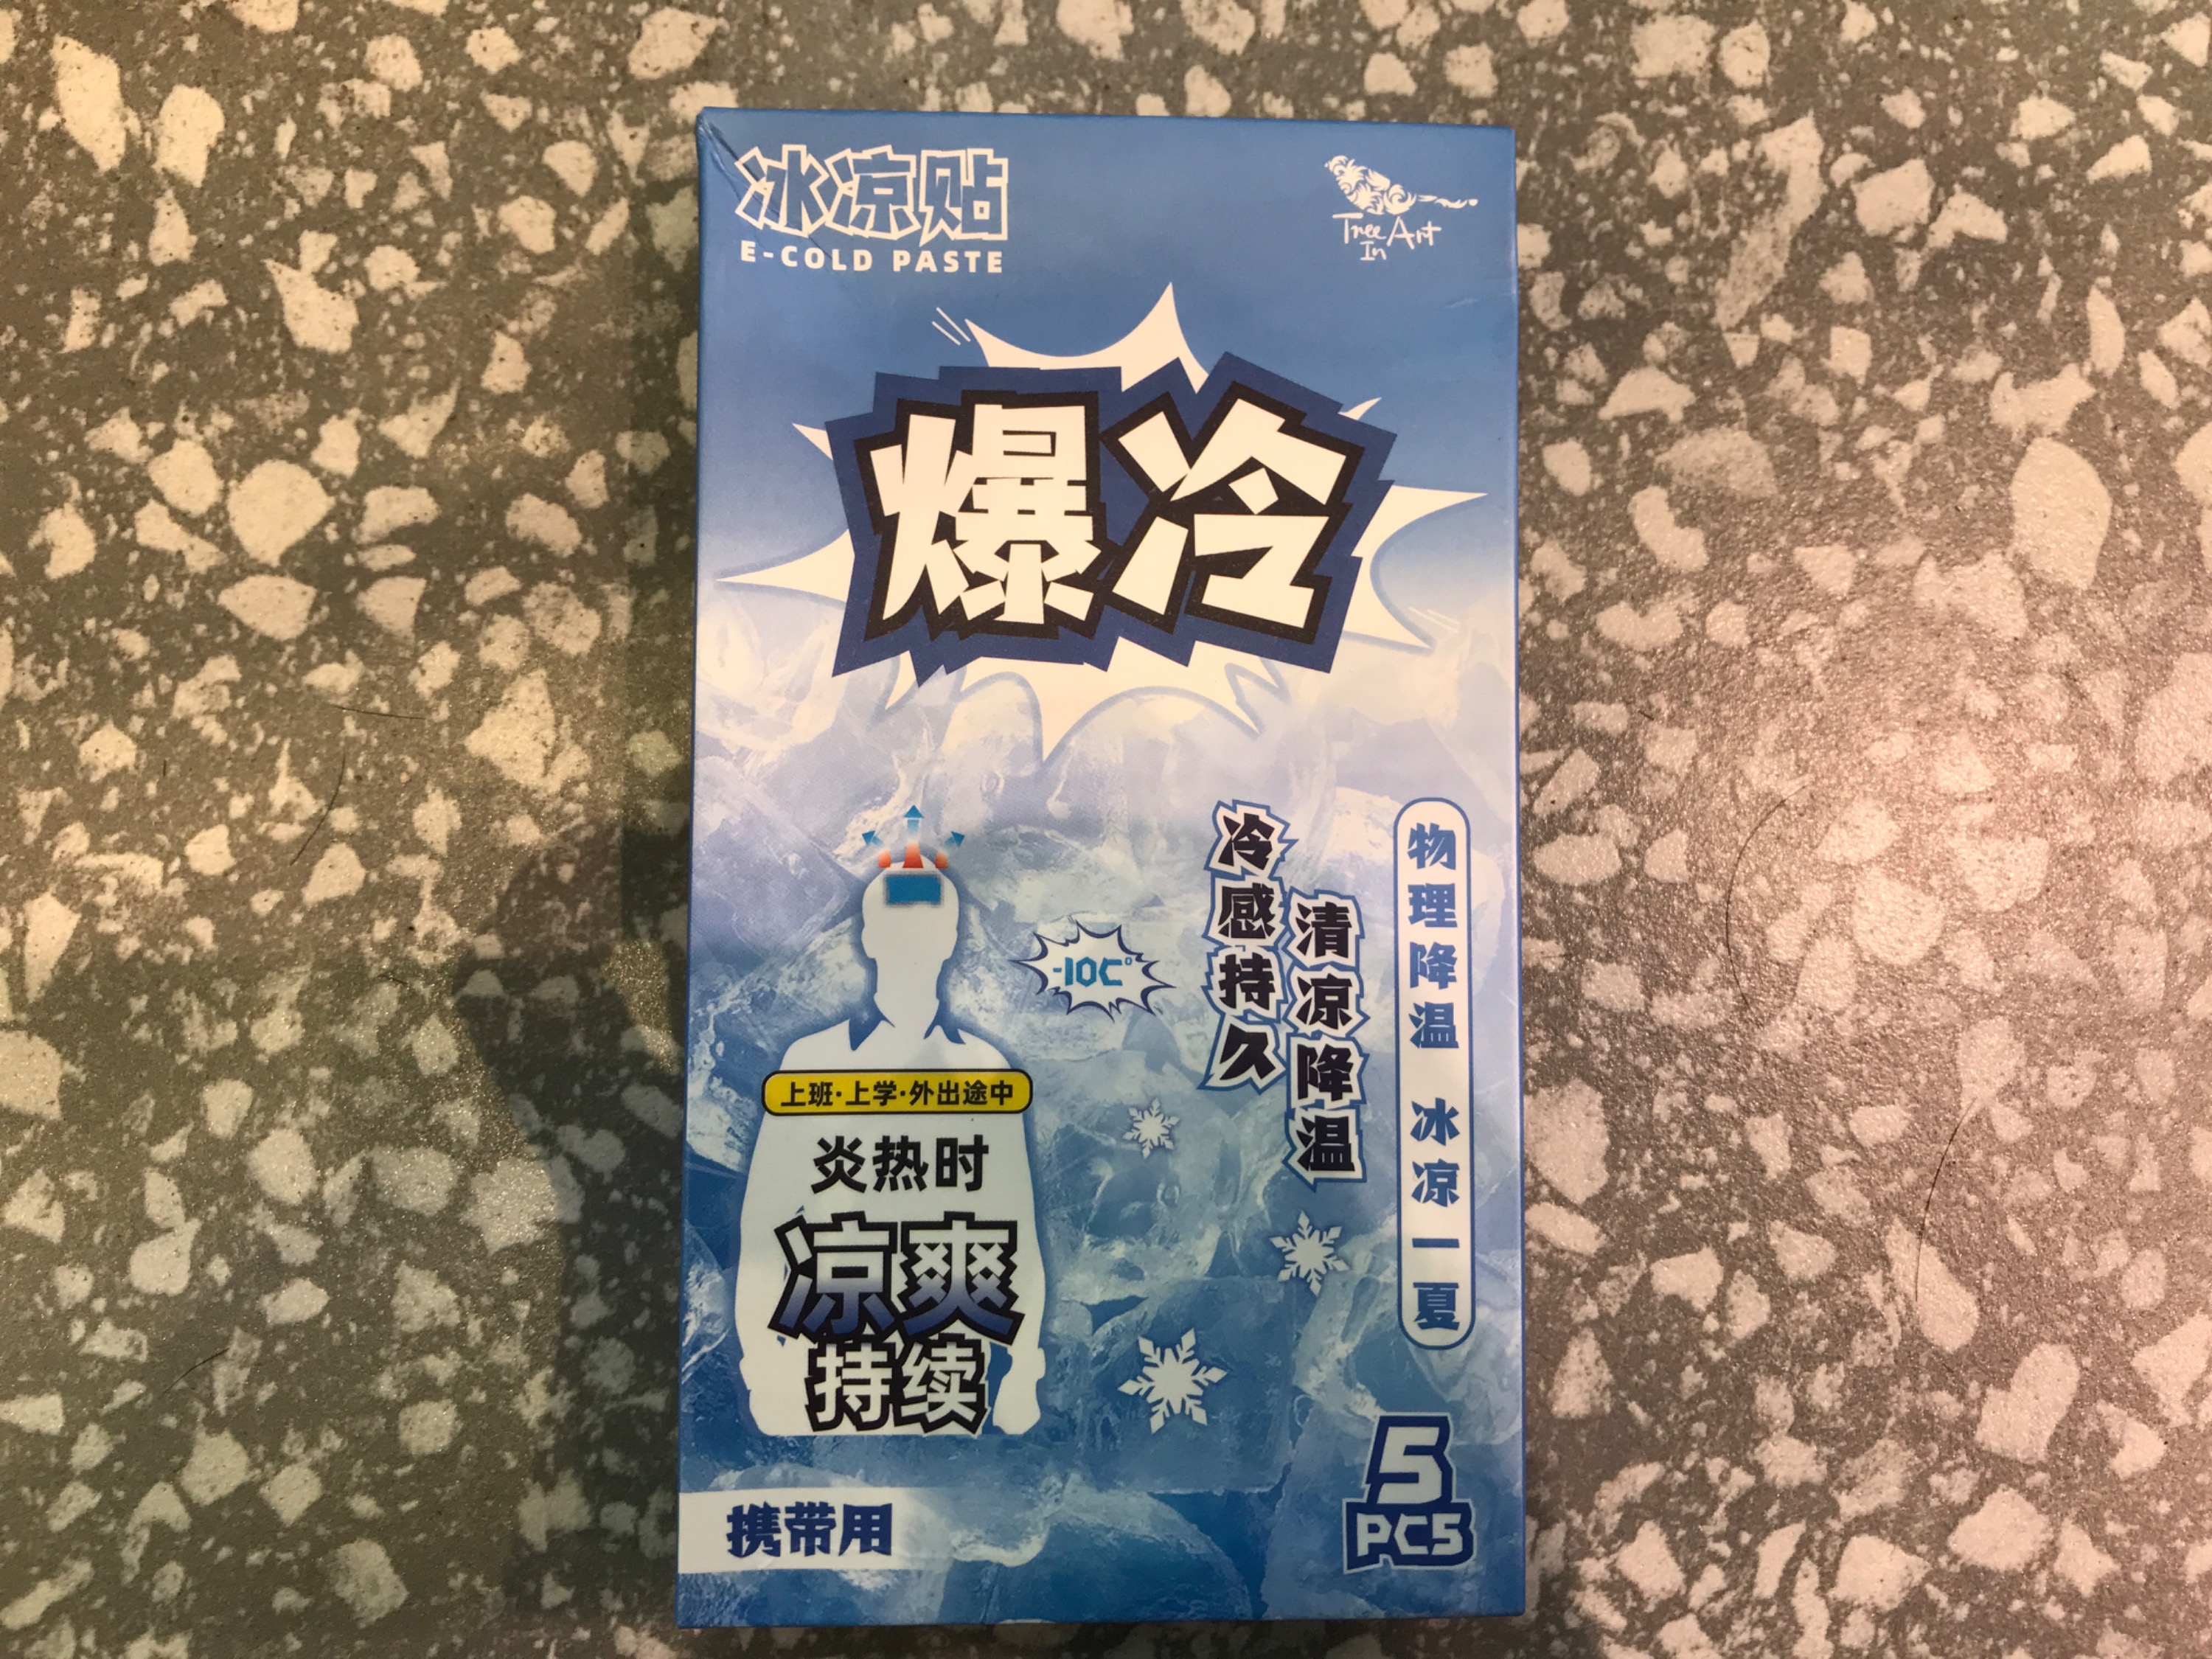 冰凉贴
E-COLD PASTE
Tree Art
In
爆冷
物理降温 冰凉一夏
清凉降温
冷感持久
-10C°
上班·上学·外出途中
炎热时
凉爽
持续
携带用
5
PCS